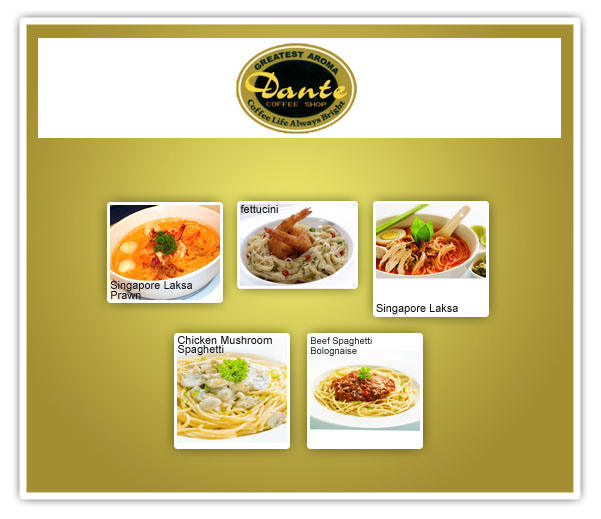 GREATEST AROMA
Dante
COFFEE SHOP
Coffee Life Always Bright
Singapore Laksa
Prawn
fettucini
Singapore Laksa
Chicken Mushroom
Spaghetti
Beef Spaghetti
Bolognaise